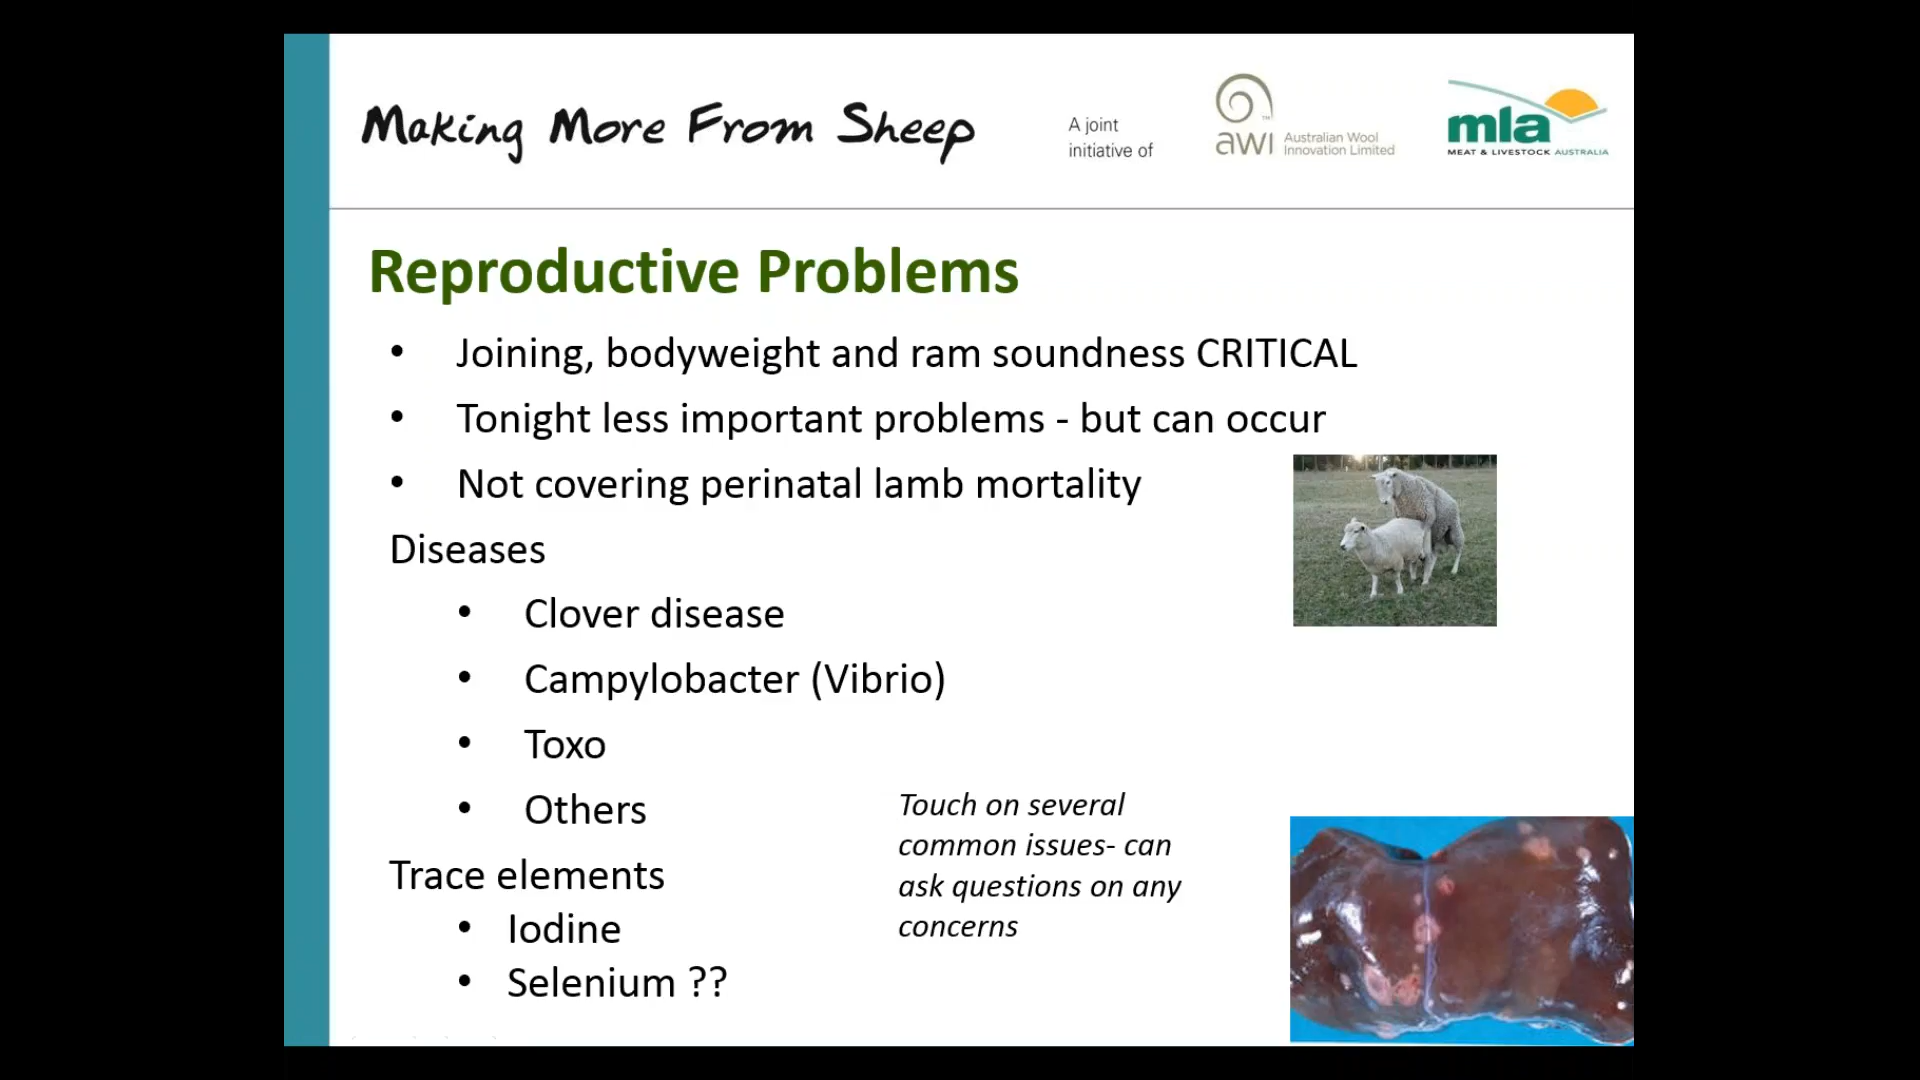 Making More From Sheep
A joint
initiative of
AWI
TM
Australian Wool
Innovation Limited
mla
MEAT & LIVESTOCK AUSTRALIA
Reproductive Problems
• Joining, bodyweight and ram soundness CRITICAL
• Tonight less important problems - but can occur
• Not covering perinatal lamb mortality
Diseases
• Clover disease
• Campylobacter (Vibrio)
• Toxo
• Others
Trace elements
• Iodine
• Selenium ??
Touch on several
common issues- can
ask questions on any
concerns